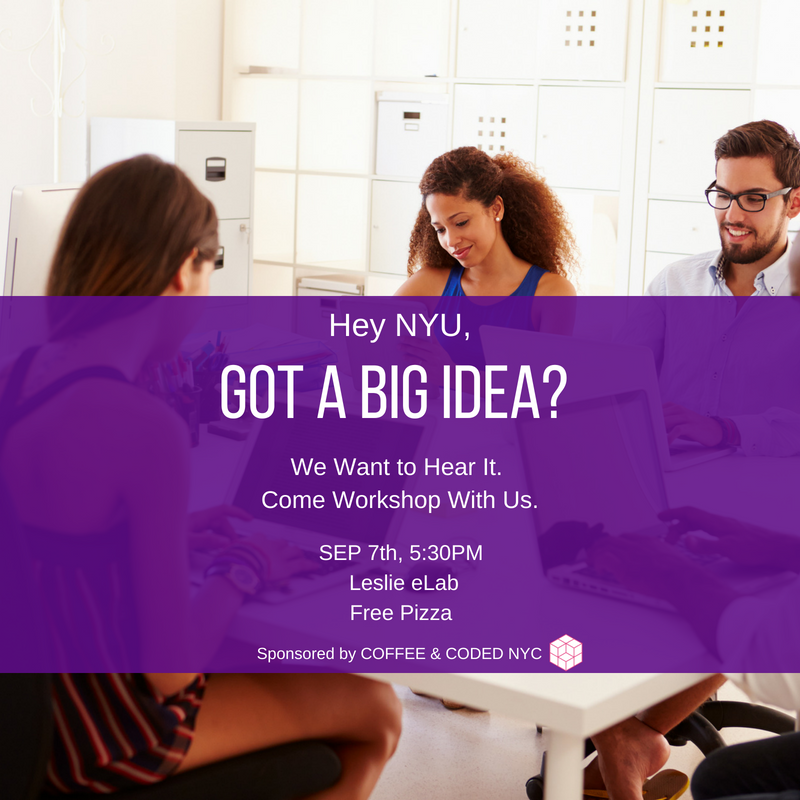 Hey NYU,
GOT A BIG IDEA?
We Want to Hear It.
Come Workshop With Us.
SEP 7th, 5:30PM
Leslie eLab
Free Pizza
Sponsored by COFFEE & CODED NYC